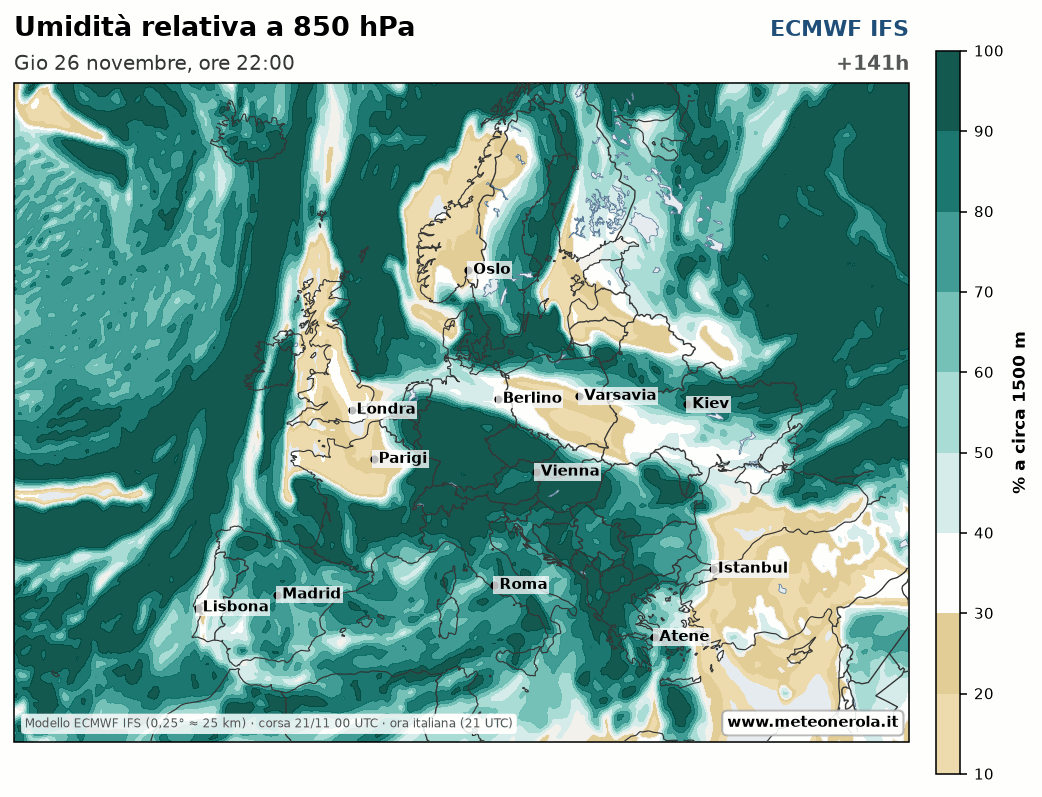 Umidità relativa a 850 hPa
ECMWF IFS
Gio 26 novembre, ore 22:00
+141h
100
90
80
70
60
50
40
30
20
10
% a circa 1500 m
Oslo
Berlino
Varsavia
Kiev
Londra
Parigi
Vienna
Istanbul
Roma
Madrid
Lisbona
Atene
Modello ECMWF IFS (0,25° ≈ 25 km) · corsa 21/11 00 UTC · ora italiana (21 UTC)
www.meteonerola.it